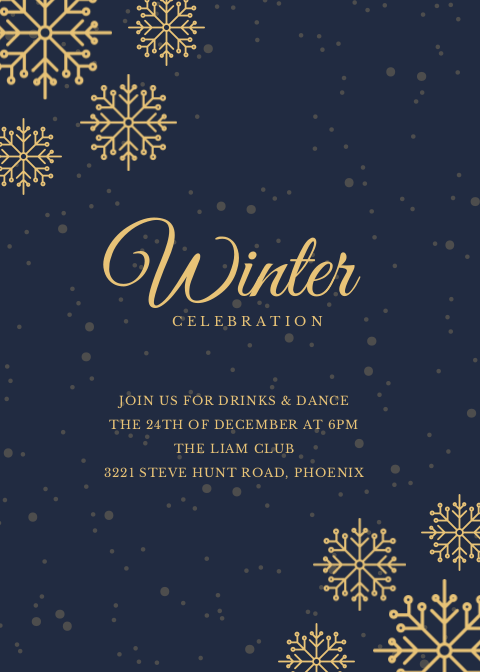 Winter
CELEBRATION
JOIN US FOR DRINKS & DANCE
THE 24TH OF DECEMBER AT 6PM
THE LIAM CLUB
3221 STEVE HUNT ROAD, PHOENIX